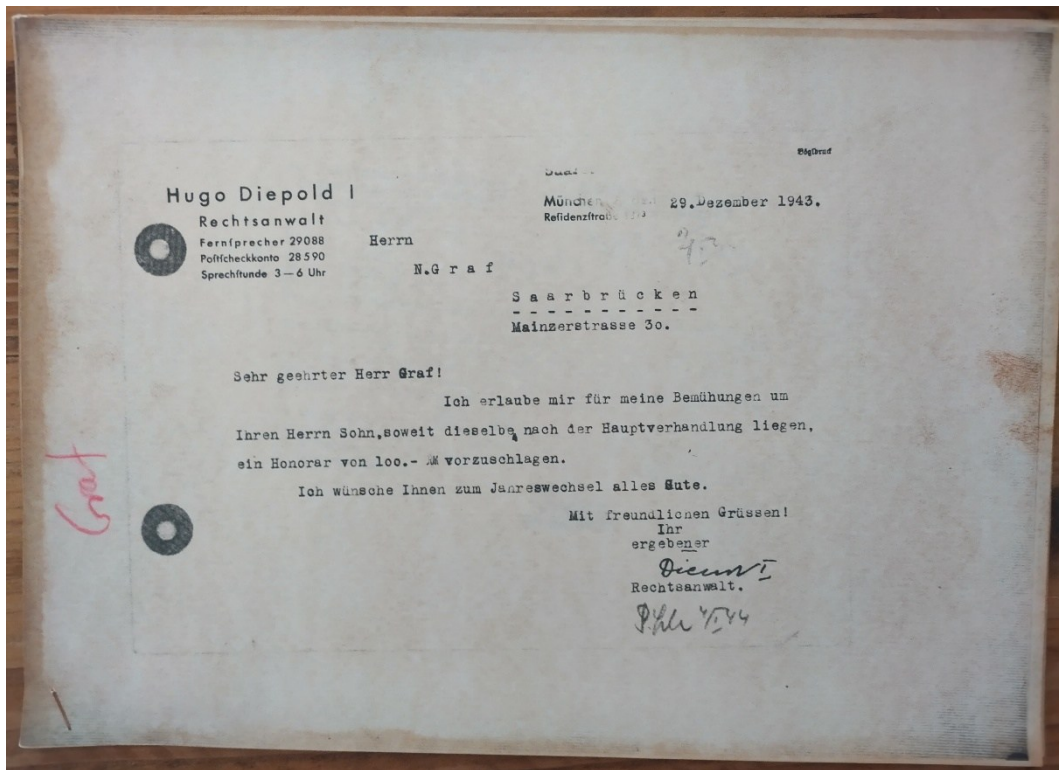 Böglbruck
Hugo Diepold I
Rechtsanwalt
Fernsprecher 29088
Postscheckkonto 28590
Sprechstunde 3—6 Uhr
München
29.Dezember 1943.
Herrn
N.G r a f
S a a r b r ü c k e n
- - - - - - - - - - -
Mainzerstrasse 3o.
Sehr geehrter Herr Graf!
Ich erlaube mir für meine Bemühungen um
Ihren Herrn Sohn,soweit dieselbe nach der Hauptverhandlung liegen,
ein Honorar von 1oo.- RM vorzuschlagen.
Ich wünsche Ihnen zum Jahreswechsel alles Gute.
Mit freundlichen Grüssen!
Ihr
ergebener
Rechtsanwalt.
Graf